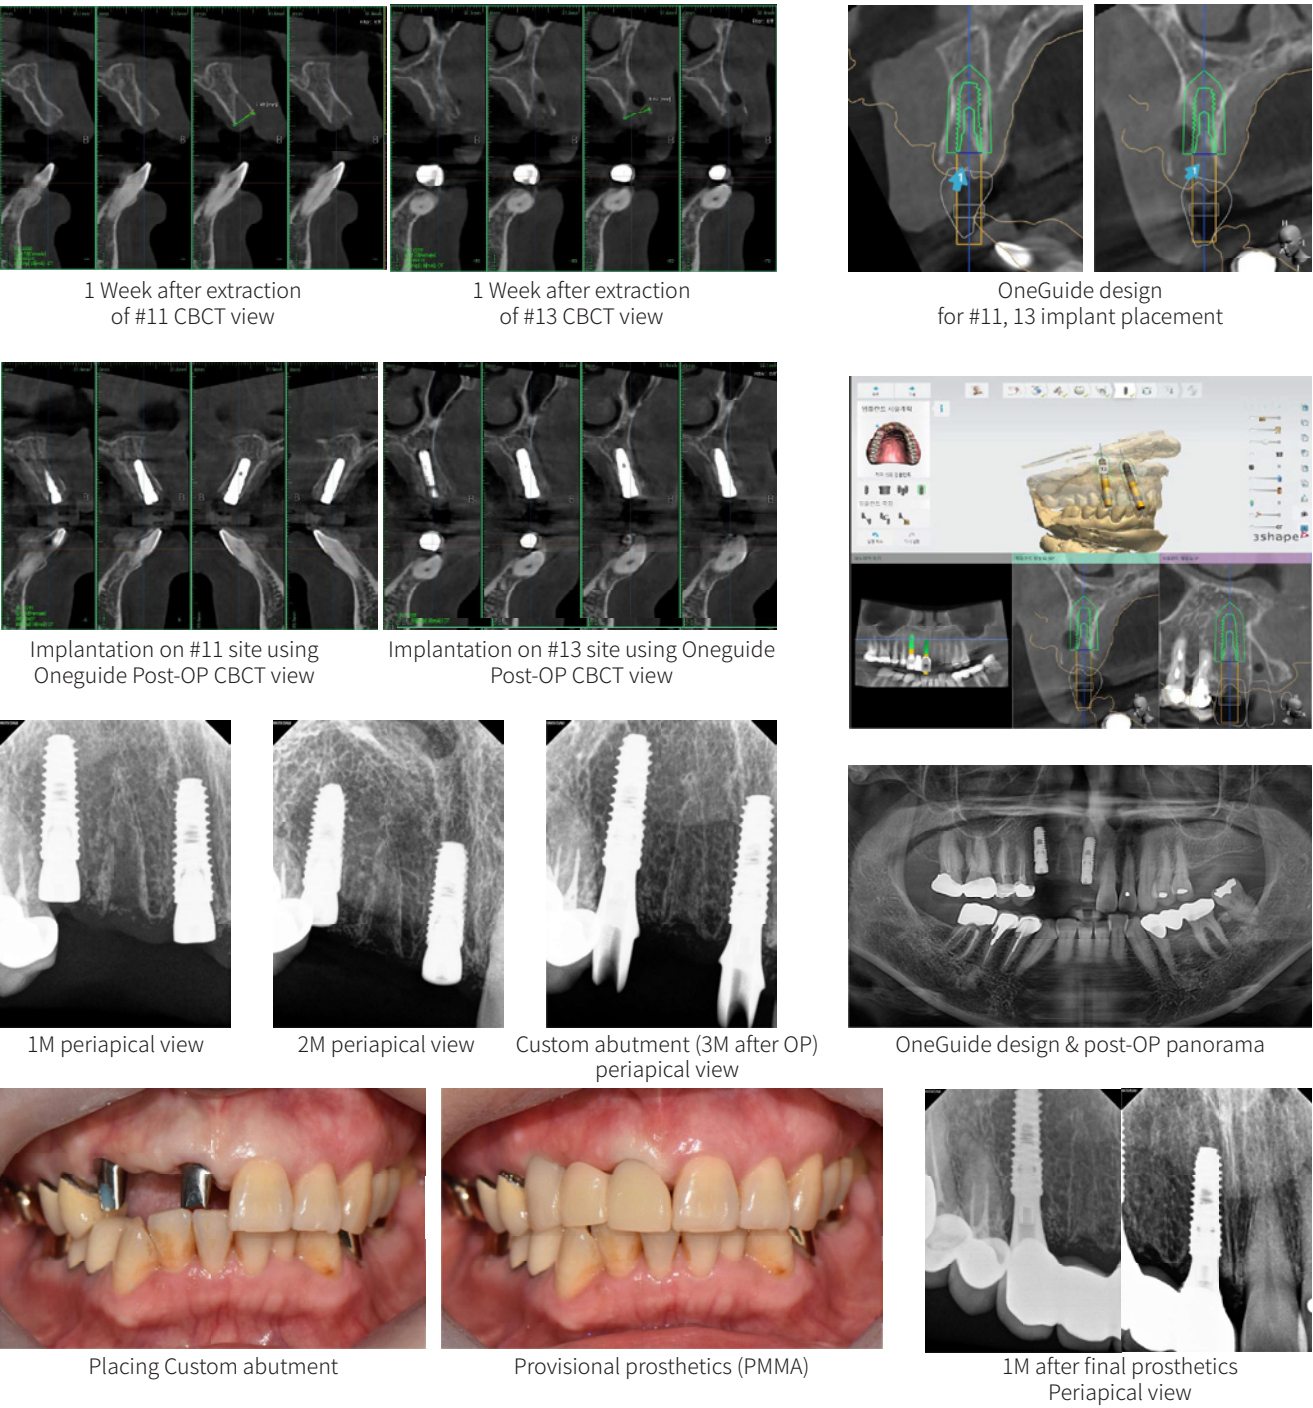 1 Week after extraction
of #11 CBCT view
1 Week after extraction
of #13 CBCT view
OneGuide design
for #11, 13 implant placement
Implantation on #11 site using
Oneguide Post-OP CBCT view
Implantation on #13 site using Oneguide
Post-OP CBCT view
3shape
1M periapical view
2M periapical view
Custom abutment (3M after OP)
periapical view
OneGuide design & post-OP panorama
Placing Custom abutment
Provisional prosthetics (PMMA)
1M after final prosthetics
Periapical view